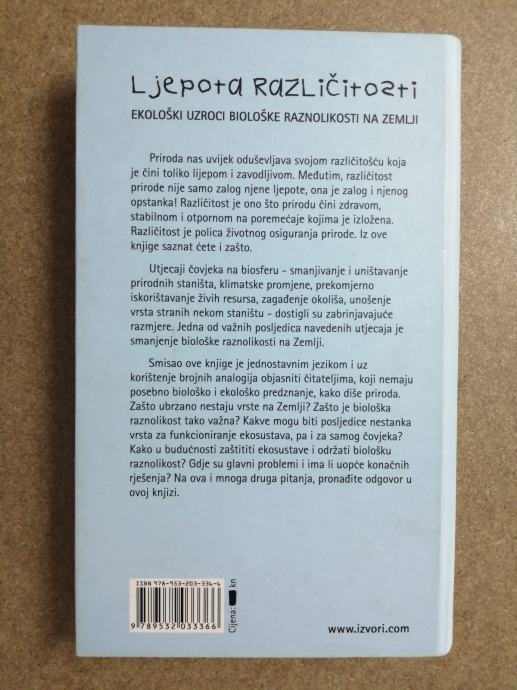 Ljepota RazLiČitosti
EKOLOŠKI UZROCI BIOLOŠKE RAZNOLIKOSTI NA ZEMLJI
Priroda nas uvijek oduševljava svojom različitošću koja
je čini toliko lijepom i zavodljivom. Međutim, različitost
prirode nije samo zalog njene ljepote, ona je zalog i njenog
opstanka! Različitost je ono što prirodu čini zdravom,
stabilnom i otpornom na poremećaje kojima je izložena.
Različitost je polica životnog osiguranja prirode. Iz ove
knjige saznat ćete i zašto.
Utjecaji čovjeka na biosferu - smanjivanje i uništavanje
prirodnih staništa, klimatske promjene, prekomjerno
iskorištavanje živih resursa, zagađenje okoliša, unošenje
vrsta stranih nekom staništu - dostigli su zabrinjavajuće
razmjere. Jedna od važnih posljedica navedenih utjecaja je
smanjenje biološke raznolikosti na Zemlji.
Smisao ove knjige je jednostavnim jezikom i uz
korištenje brojnih analogija objasniti čitateljima, koji nemaju
posebno biološko i ekološko predznanje, kako diše priroda.
Zašto ubrzano nestaju vrste na Zemlji? Zašto je biološka
raznolikost tako važna? Kakve mogu biti posljedice nestanka
vrsta za funkcioniranje ekosustava, pa i za samog čovjeka?
Kako u budućnosti zaštititi ekosustave i održati biološku
raznolikost? Gdje su glavni problemi i ima li uopće konačnih
rješenja? Na ova i mnoga druga pitanja, pronađite odgovor u
ovoj knjizi.
ISBN 978-953-203-336-6
9 789532 033366
Cijena: kn
www.izvori.com